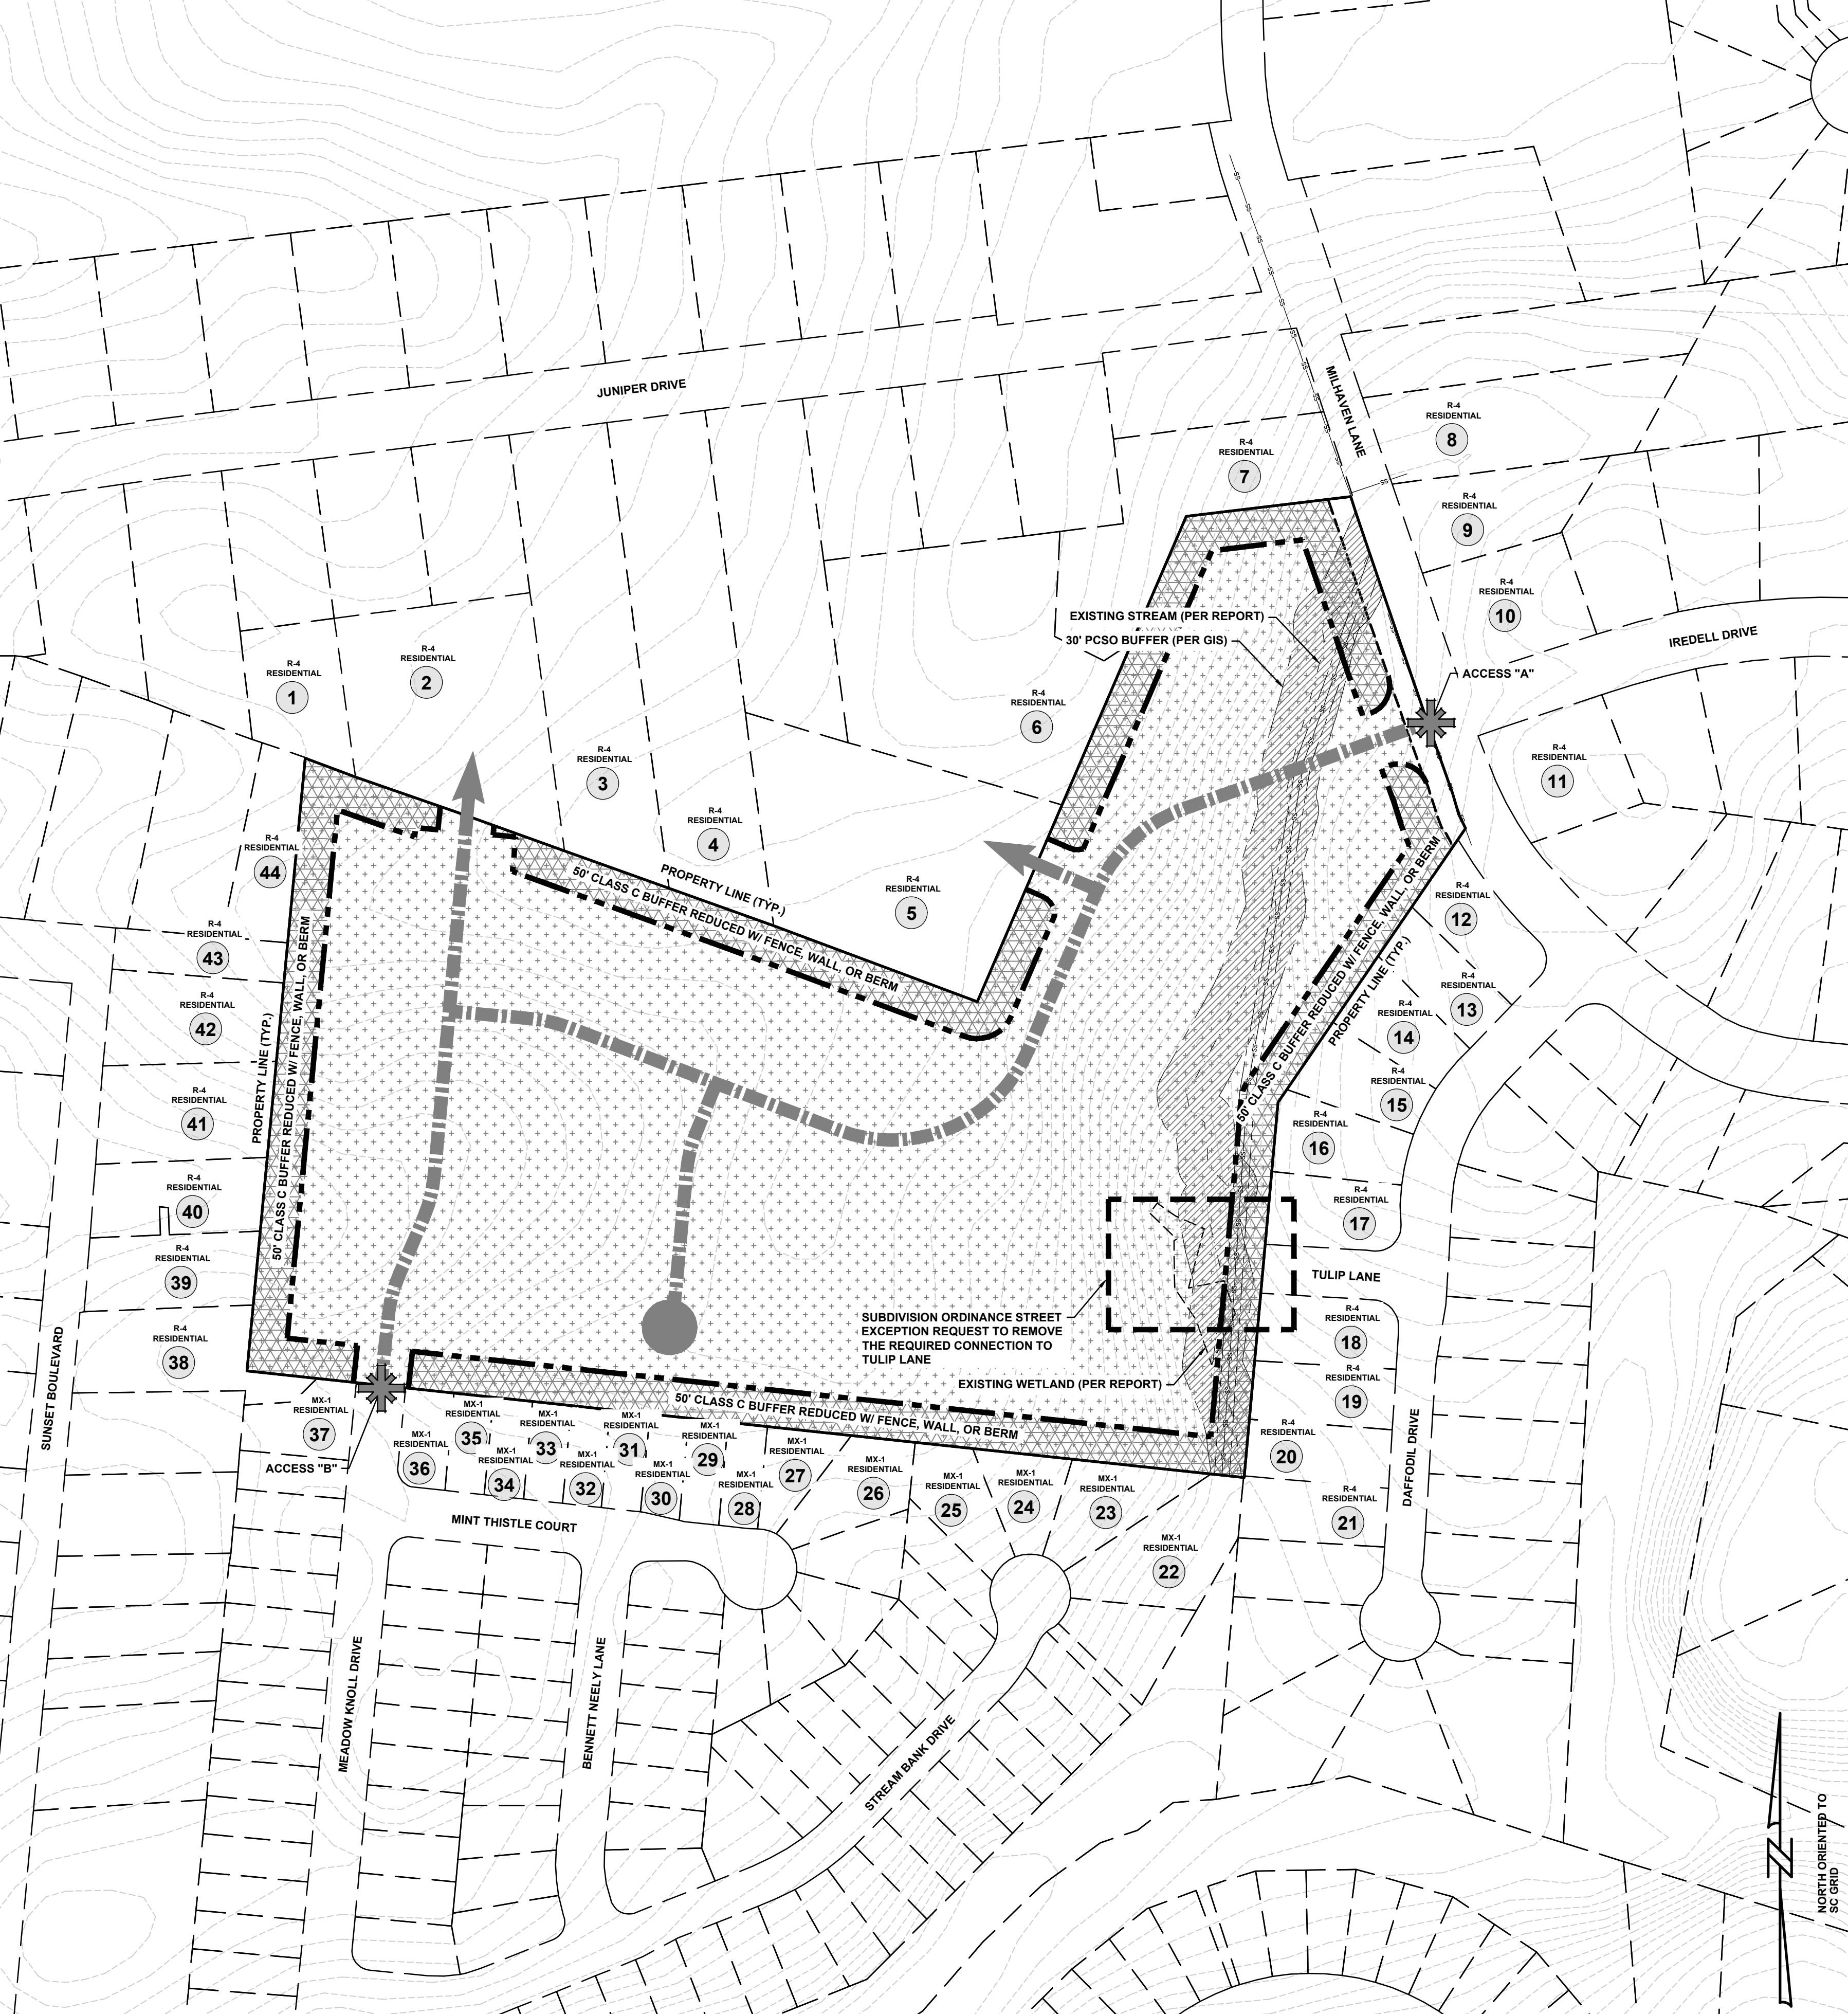 JUNIPER DRIVE
MILHAVEN LANE
R-4
RESIDENTIAL
7
R-4
RESIDENTIAL
8
R-4
RESIDENTIAL
9
R-4
RESIDENTIAL
10
IREDELL DRIVE
EXISTING STREAM (PER REPORT)
30' PCSO BUFFER (PER GIS)
ACCESS "A"
R-4
RESIDENTIAL
1
R-4
RESIDENTIAL
2
R-4
RESIDENTIAL
3
R-4
RESIDENTIAL
4
R-4
RESIDENTIAL
5
R-4
RESIDENTIAL
6
R-4
RESIDENTIAL
11
R-4
RESIDENTIAL
12
R-4
RESIDENTIAL
13
R-4
RESIDENTIAL
14
R-4
RESIDENTIAL
15
R-4
RESIDENTIAL
16
R-4
RESIDENTIAL
17
PROPERTY LINE (TYP.)
50' CLASS C BUFFER REDUCED W/ FENCE, WALL, OR BERM
50' CLASS C BUFFER REDUCED W/ FENCE, WALL, OR BERM
PROPERTY LINE (TYP.)
R-4
RESIDENTIAL
44
R-4
RESIDENTIAL
43
R-4
RESIDENTIAL
42
R-4
RESIDENTIAL
41
R-4
RESIDENTIAL
40
R-4
RESIDENTIAL
39
R-4
RESIDENTIAL
38
PROPERTY LINE (TYP.)
50' CLASS C BUFFER REDUCED W/ FENCE, WALL, OR BERM
SUNSET BOULEVARD
TULIP LANE
SUBDIVISION ORDINANCE STREET
EXCEPTION REQUEST TO REMOVE
THE REQUIRED CONNECTION TO
TULIP LANE
EXISTING WETLAND (PER REPORT)
R-4
RESIDENTIAL
18
R-4
RESIDENTIAL
19
R-4
RESIDENTIAL
20
R-4
RESIDENTIAL
21
DAFFODIL DRIVE
50' CLASS C BUFFER REDUCED W/ FENCE, WALL, OR BERM
MX-1
RESIDENTIAL
37
ACCESS "B"
MX-1
RESIDENTIAL
36
MX-1
RESIDENTIAL
35
MX-1
RESIDENTIAL
34
MX-1
RESIDENTIAL
33
MX-1
RESIDENTIAL
32
MX-1
RESIDENTIAL
31
MX-1
RESIDENTIAL
30
MX-1
RESIDENTIAL
29
MX-1
RESIDENTIAL
28
MX-1
RESIDENTIAL
27
MX-1
RESIDENTIAL
26
MX-1
RESIDENTIAL
25
MX-1
RESIDENTIAL
24
MX-1
RESIDENTIAL
23
MX-1
RESIDENTIAL
22
MINT THISTLE COURT
MEADOW KNOLL DRIVE
BENNETT NEELY LANE
STREAM BANK DRIVE
N
NORTH ORIENTED TO
SC GRID